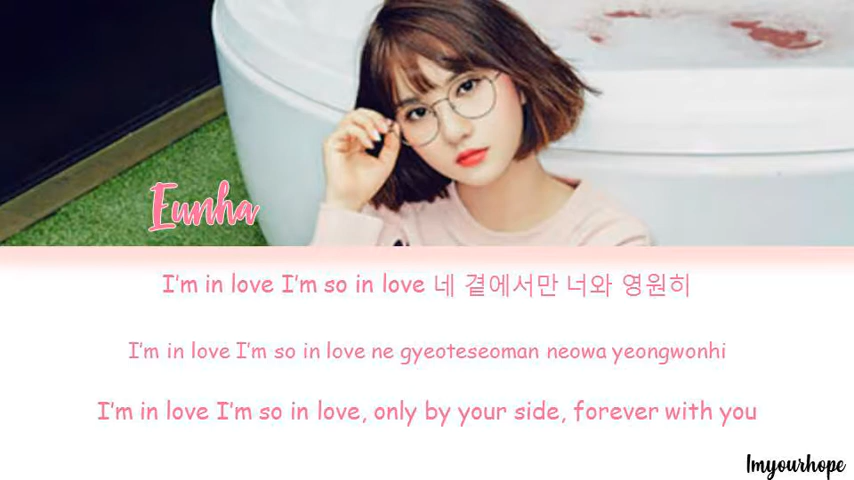 Eunha
I'm in love I'm so in love 네 곁에서만 너와 영원히
I'm in love I'm so in love ne gyeoteseoman neowa yeongwonhi
I'm in love I'm so in love, only by your side, forever with you
Imyourhope